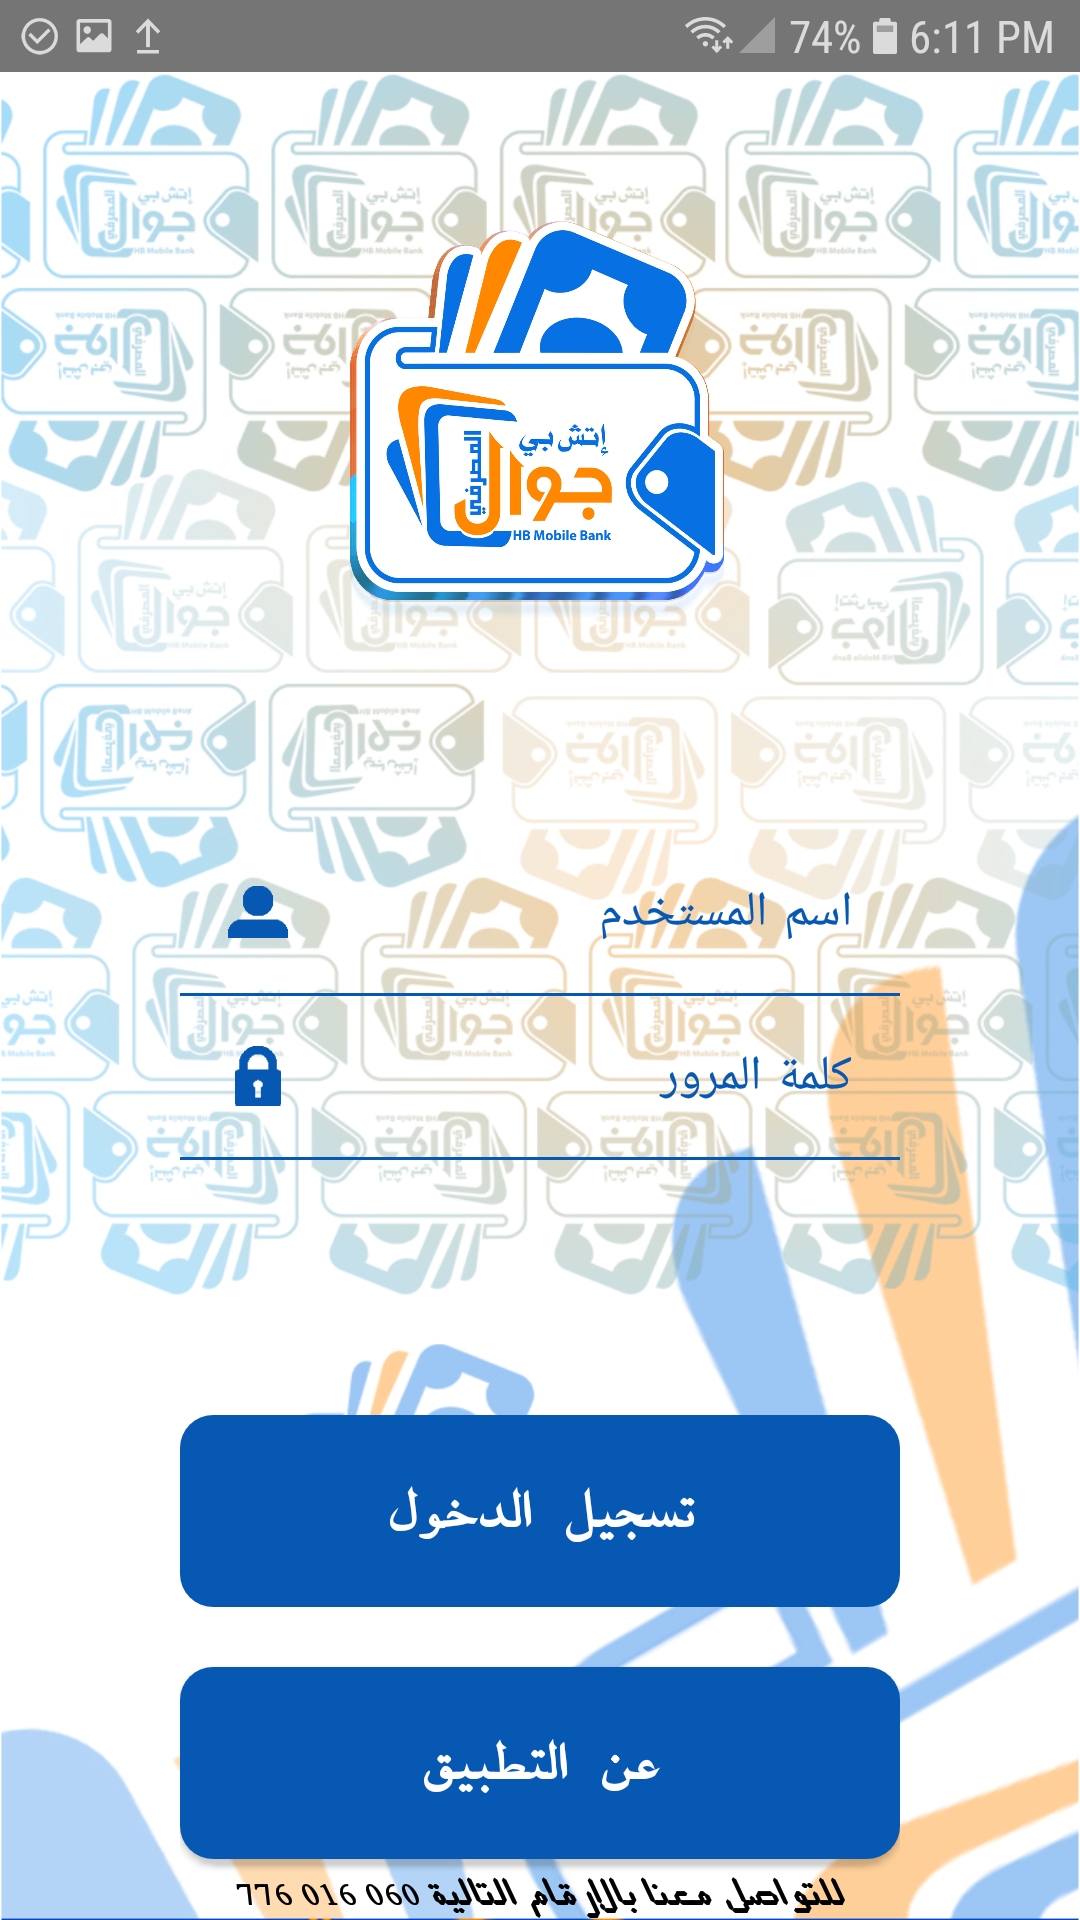 74% 6:11 PM
إتش بي
جوال
المصرفي
HB Mobile Bank
اسم المستخدم
كلمة المرور
تسجيل الدخول
عن التطبيق
للتواصل معنا بالارقام التالية 060 016 776